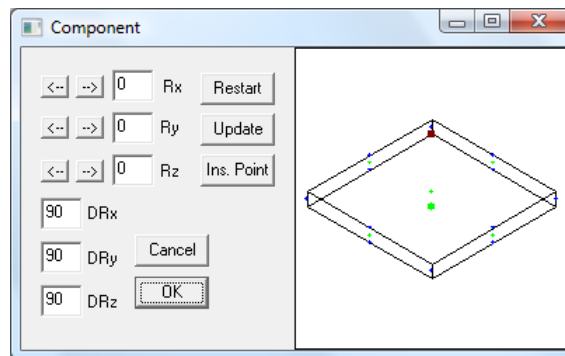 Component
<-- --> 0 Rx Restart
<-- --> 0 Ry Update
<-- --> 0 Rz Ins. Point
90 DRx
90 DRy Cancel
90 DRz OK